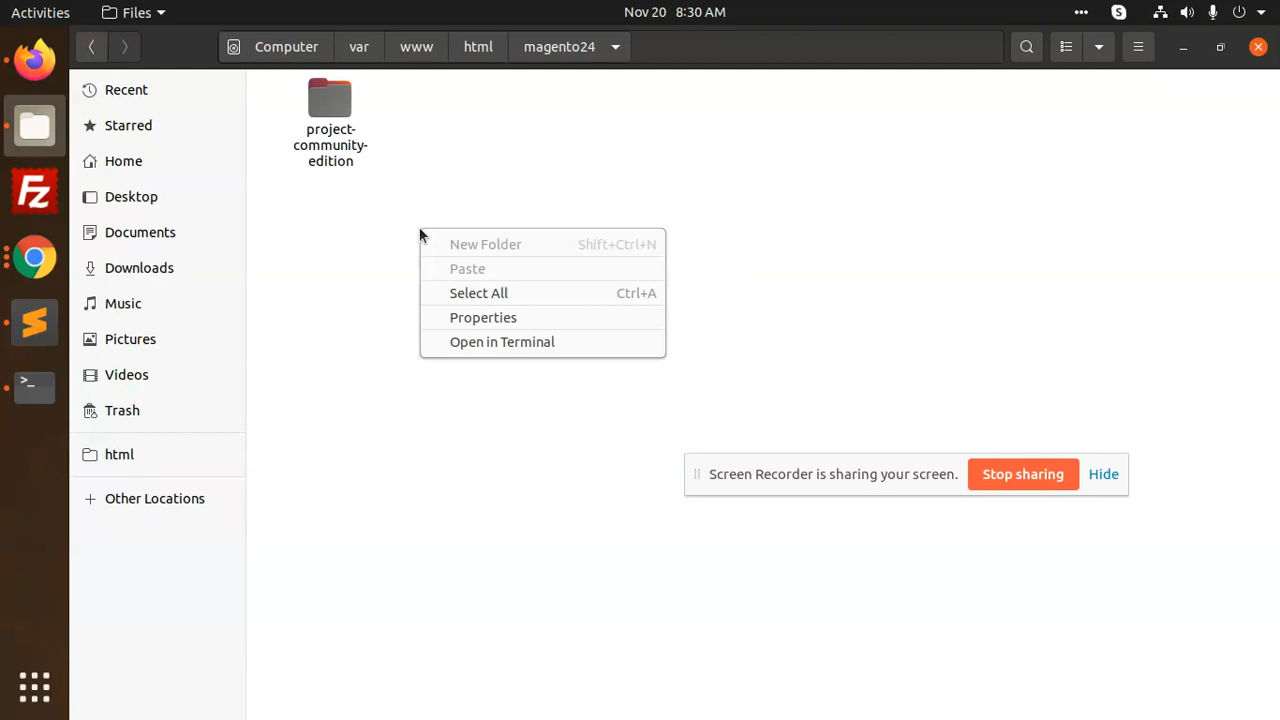 Activities
Files
Nov 20 8:30 AM
Computer
var
www
html
magento24
Recent
Starred
Home
Desktop
Documents
Downloads
Music
Pictures
Videos
Trash
html
+ Other Locations
project-
community-
edition
New Folder Shift+Ctrl+N
Paste
Select All Ctrl+A
Properties
Open in Terminal
Screen Recorder is sharing your screen. Stop sharing Hide
Fz
>_